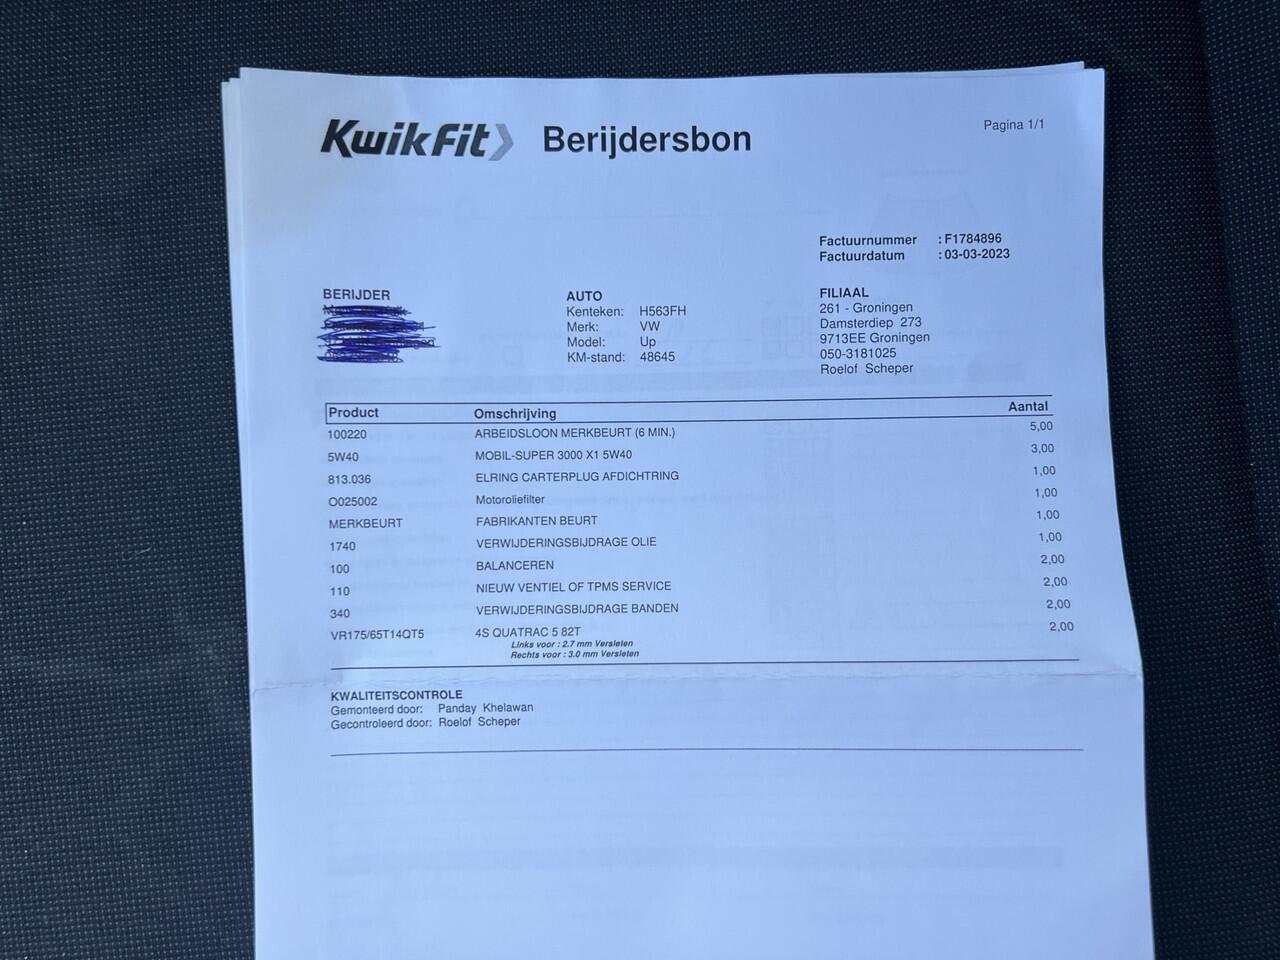 KwikFit Berijdersbon
Pagina 1/1
Factuurnummer : F1784896
Factuurdatum : 03-03-2023
BERIJDER
AUTO
Kenteken: H563FH
Merk: VW
Model: Up
KM-stand: 48645
FILIAAL
261 - Groningen
Damsterdiep 273
9713EE Groningen
050-3181025
Roelof Scheper
Product Omschrijving Aantal
100220 ARBEIDSLOON MERKBEURT (6 MIN.) 5,00
5W40 MOBIL-SUPER 3000 X1 5W40 3,00
813.036 ELRING CARTERPLUG AFDICHTRING 1,00
O025002 Motoroliefilter 1,00
MERKBEURT FABRIKANTEN BEURT 1,00
1740 VERWIJDERINGSBIJDRAGE OLIE 1,00
100 BALANCEREN 2,00
110 NIEUW VENTIEL OF TPMS SERVICE 2,00
340 VERWIJDERINGSBIJDRAGE BANDEN 2,00
VR175/65T14QT5 4S QUATRAC 5 82T 2,00
Links voor : 2.7 mm Versleten
Rechts voor : 3.0 mm Versleten
KWALITEITSCONTROLE
Gemonteerd door: Panday Khelawan
Gecontroleerd door: Roelof Scheper